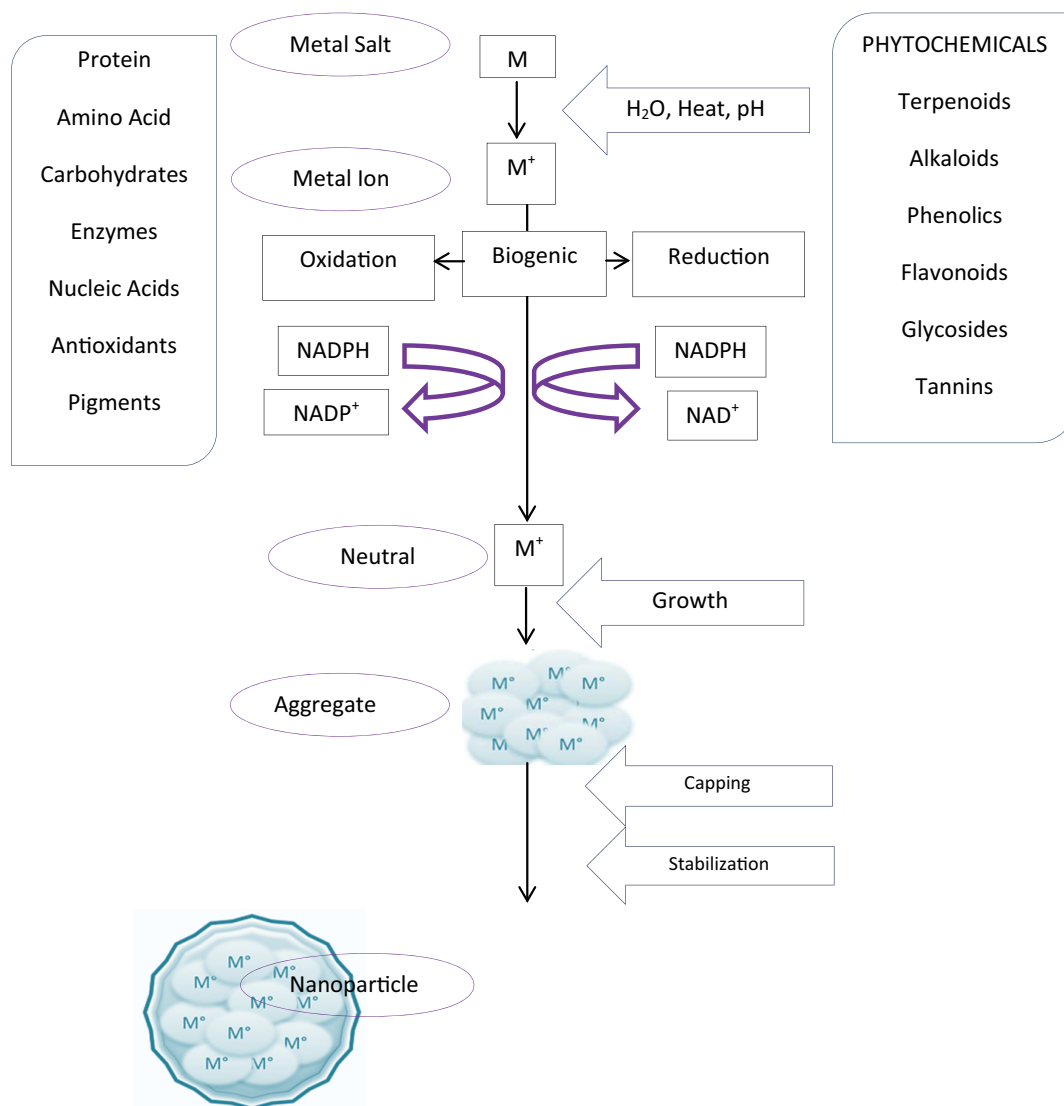 Protein
Amino Acid
Carbohydrates
Enzymes
Nucleic Acids
Antioxidants
Pigments
Metal Salt
M
H₂O, Heat, pH
Metal Ion
M⁺
Oxidation
Biogenic
Reduction
NADPH
NADP⁺
NADPH
NAD⁺
Neutral
M⁺
Growth
Aggregate
M°
M°
M°
M°
M°
M°
M°
M
M°
Capping
Stabilization
Nanoparticle
M°
M°
M°
M°
M°
M°
M°
M°
M°
M°
PHYTOCHEMICALS
Terpenoids
Alkaloids
Phenolics
Flavonoids
Glycosides
Tannins